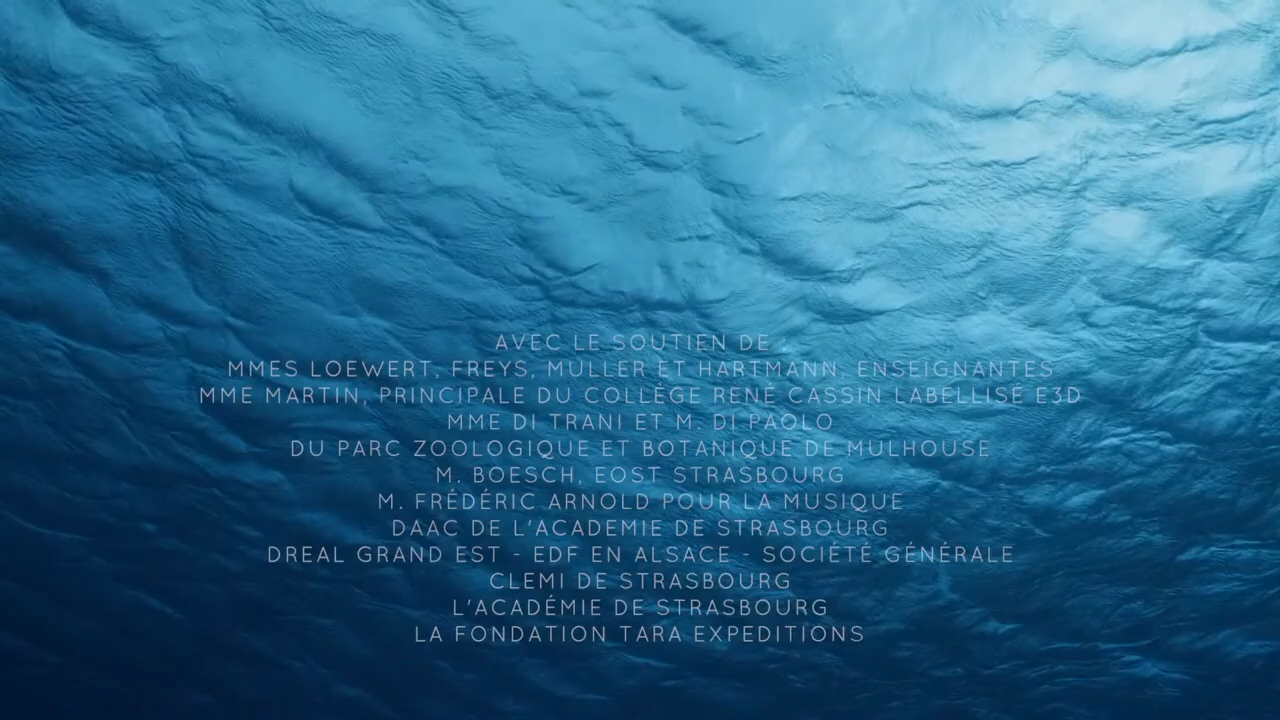 AVEC LE SOUTIEN DE
MMES LOEWERT, FREYS, MULLER ET HARTMANN, ENSEIGNANTES
MME MARTIN, PRINCIPALE DU COLLÈGE RENÉ CASSIN LABELLISÉ E3D
MME DI TRANI ET M. DI PAOLO
DU PARC ZOOLOGIQUE ET BOTANIQUE DE MULHOUSE
M. BOESCH, EOST STRASBOURG
M. FRÉDÉRIC ARNOLD POUR LA MUSIQUE
DAAC DE L'ACADEMIE DE STRASBOURG
DREAL GRAND EST - EDF EN ALSACE - SOCIÉTÉ GÉNÉRALE
CLEMI DE STRASBOURG
L'ACADÉMIE DE STRASBOURG
LA FONDATION TARA EXPEDITIONS